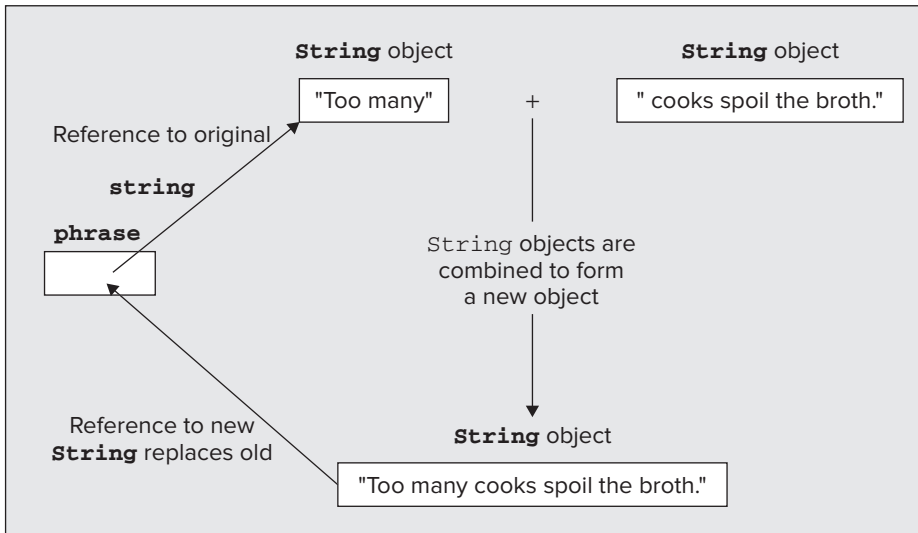 String object
String object
"Too many"
+
" cooks spoil the broth."
Reference to original
string
phrase
String objects are
combined to form
a new object
Reference to new
String replaces old
String object
"Too many cooks spoil the broth."